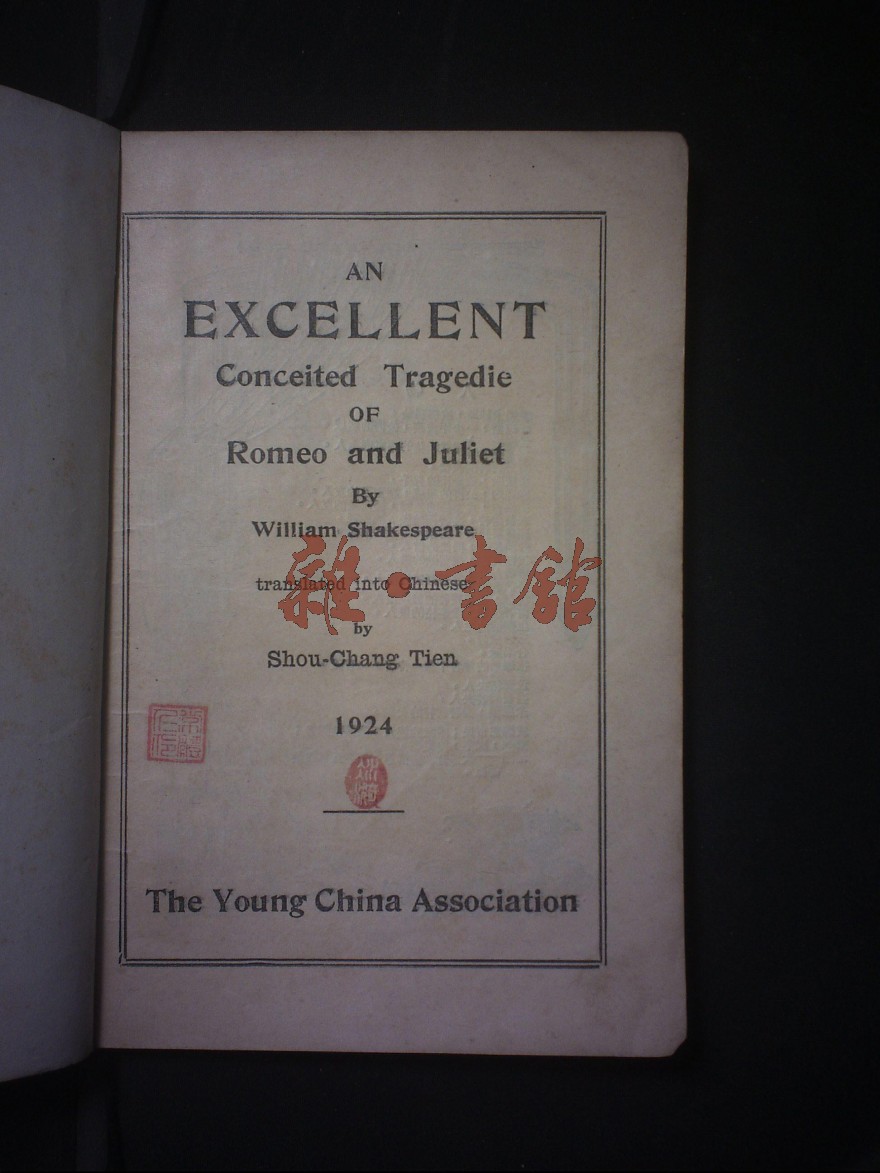 AN
EXCELLENT
Conceited Tragedie
OF
Romeo and Juliet
By
William Shakespeare
translated into Chinese
雜·書館
by
Shou-Chang Tien
1924
The Young China Association